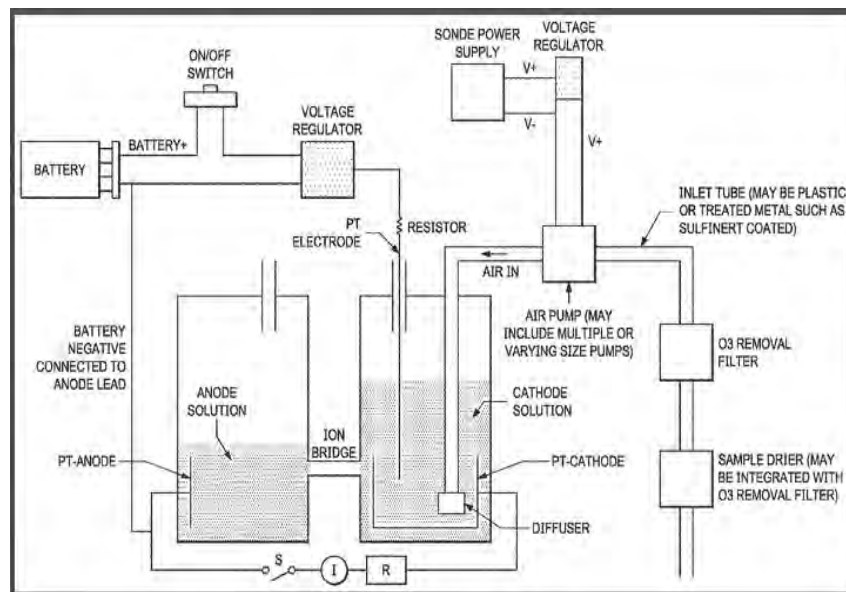 ON/OFF
SWITCH
SONDE POWER
SUPPLY
VOLTAGE
REGULATOR
V+
V-
V+
VOLTAGE
REGULATOR
BATTERY+
BATTERY
RESISTOR
PT
ELECTRODE
AIR IN
INLET TUBE (MAY BE PLASTIC
OR TREATED METAL SUCH AS
SULFINERT COATED)
AIR PUMP (MAY
INCLUDE MULTIPLE OR
VARYING SIZE PUMPS)
O3 REMOVAL
FILTER
BATTERY
NEGATIVE
CONNECTED TO
ANODE LEAD
ANODE
SOLUTION
CATHODE
SOLUTION
ION
BRIDGE
PT-ANODE
PT-CATHODE
SAMPLE DRIER (MAY
BE INTEGRATED WITH
O3 REMOVAL FILTER)
DIFFUSER
S
I
R